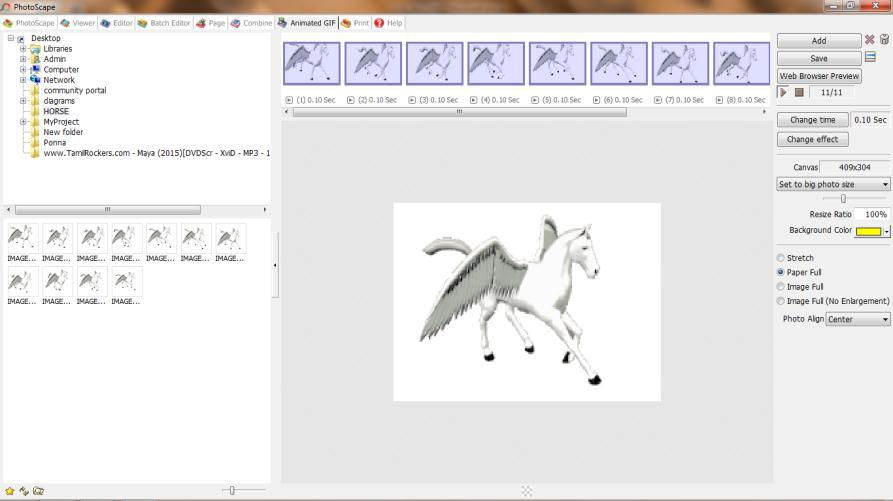 PhotoScape
PhotoScape Viewer Editor Batch Editor Page Combine Animated GIF Print Help
Desktop
Libraries
Admin
Computer
Network
community portal
diagrams
HORSE
MyProject
New folder
Ponna
www.TamilRockers.com - Maya (2015)[DVDScr - XviD - MP3 - 1
IMAGE... IMAGE... IMAGE... IMAGE... IMAGE... IMAGE... IMAGE...
IMAGE... IMAGE... IMAGE... IMAGE...
(1) 0.10 Sec (2) 0.10 Sec (3) 0.10 Sec (4) 0.10 Sec (5) 0.10 Sec (6) 0.10 Sec (7) 0.10 Sec (8) 0.10 Sec
Add
Save
Web Browser Preview
11/11
Change time 0.10 Sec
Change effect
Canvas 409x304
Set to big photo size
Resize Ratio 100%
Background Color
Stretch
Paper Full
Image Full
Image Full (No Enlargement)
Photo Align Center